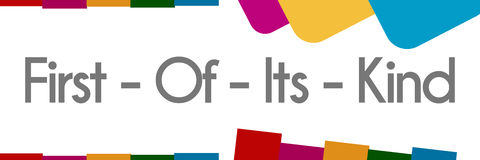 First - Of - Its - Kind